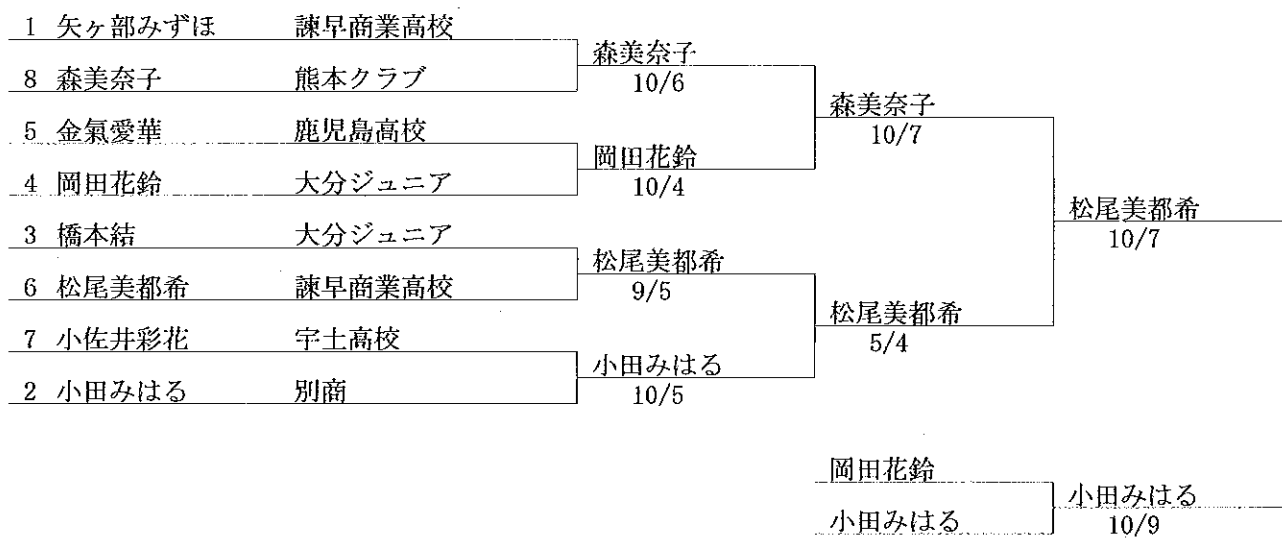 1 矢ヶ部みずほ 諫早商業高校
森美奈子
8 森美奈子 熊本クラブ
10/6
森美奈子
5 金氣愛華 鹿児島高校
10/7
岡田花鈴
4 岡田花鈴 大分ジュニア
10/4
松尾美都希
3 橋本結 大分ジュニア
10/7
松尾美都希
6 松尾美都希 諫早商業高校
9/5
松尾美都希
7 小佐井彩花 宇土高校
5/4
小田みはる
2 小田みはる 別商
10/5
岡田花鈴
小田みはる
小田みはる
10/9